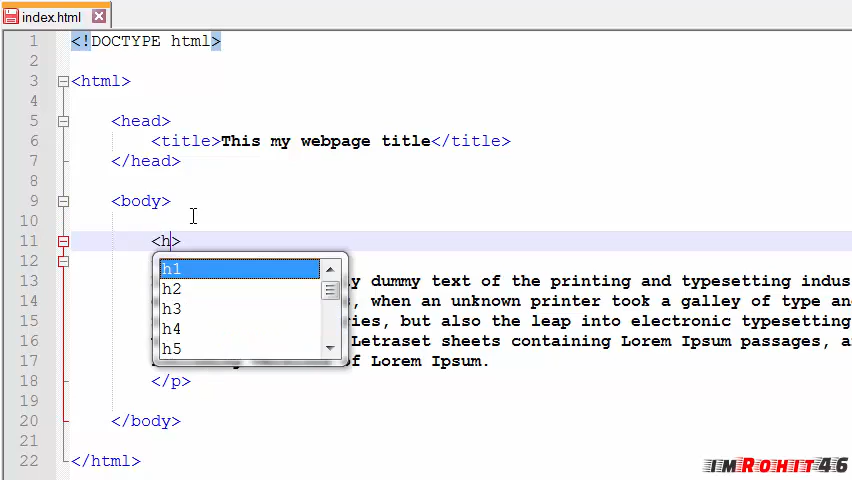 index.html
1 <!DOCTYPE html>
2
3 <html>
4
5 <head>
6 <title>This my webpage title</title>
7 </head>
8
9 <body>
10
11 <h>
12
h1
h2
h3
h4
h5
13 y dummy text of the printing and typesetting indus
14 , when an unknown printer took a galley of type an
15 ies, but also the leap into electronic typesetting
16 Letraset sheets containing Lorem Ipsum passages, a
17 of Lorem Ipsum.
18 </p>
19
20 </body>
21
22 </html>
imRohit46